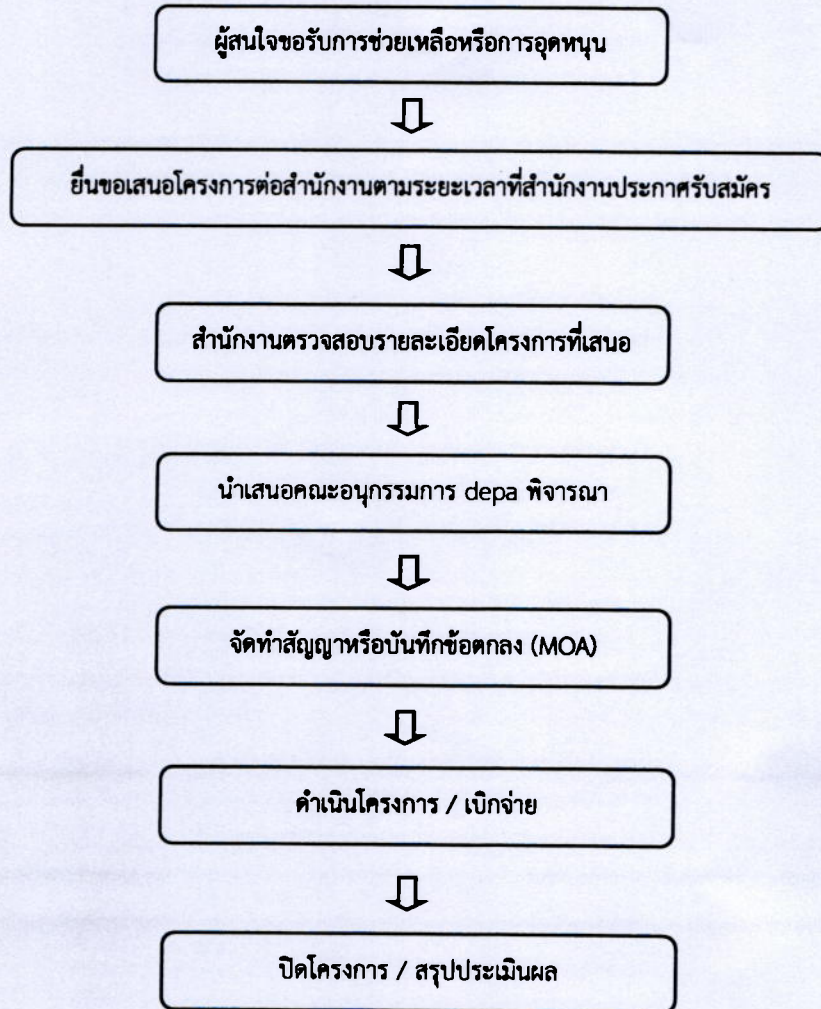 ผู้สนใจขอรับการช่วยเหลือหรือการอุดหนุน
ยื่นขอเสนอโครงการต่อสำนักงานตามระยะเวลาที่สำนักงานประกาศรับสมัคร
สำนักงานตรวจสอบรายละเอียดโครงการที่เสนอ
นำเสนอคณะอนุกรรมการ depa พิจารณา
จัดทำสัญญาหรือบันทึกข้อตกลง (MOA)
ดำเนินโครงการ / เบิกจ่าย
ปิดโครงการ / สรุปประเมินผล